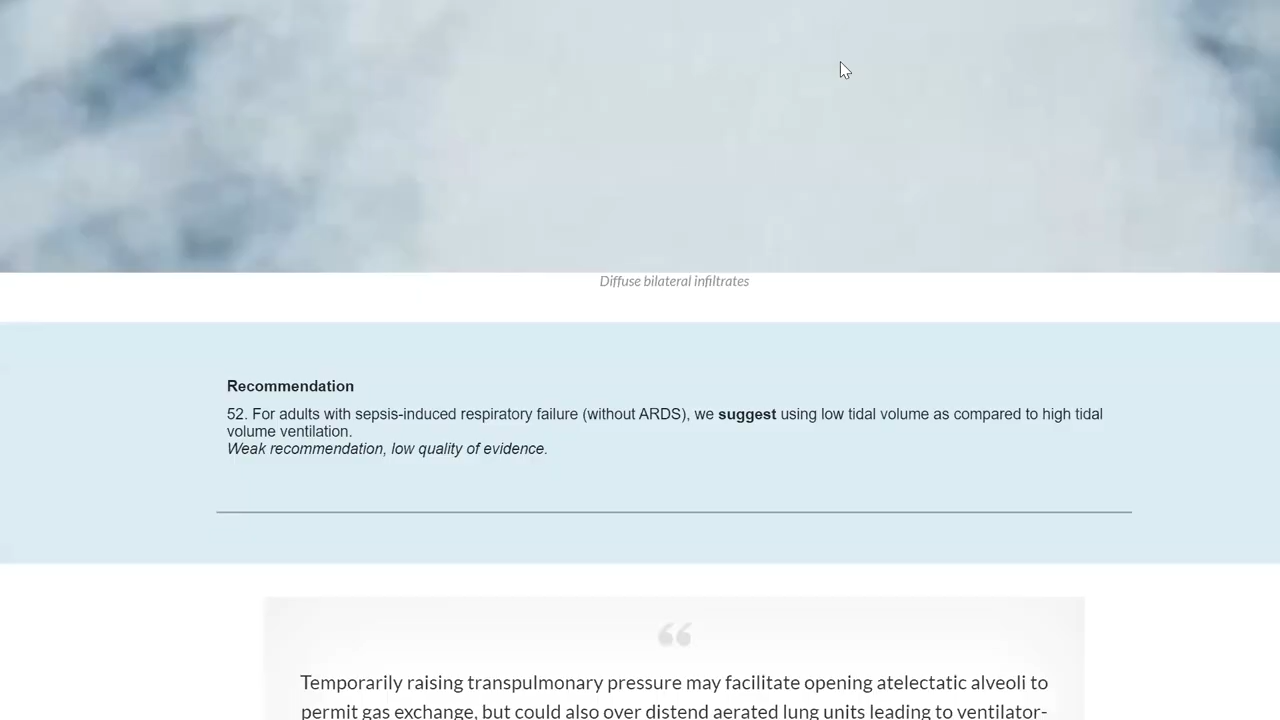 Diffuse bilateral infiltrates
Recommendation
52. For adults with sepsis-induced respiratory failure (without ARDS), we suggest using low tidal volume as compared to high tidal
volume ventilation.
Weak recommendation, low quality of evidence.
“
Temporarily raising transpulmonary pressure may facilitate opening atelectatic alveoli to
permit gas exchange, but could also over distend aerated lung units leading to ventilator-